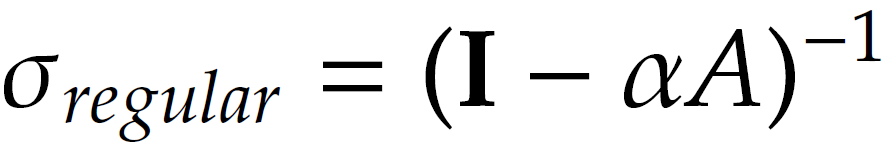 σ_regular = (I − αA)^−1